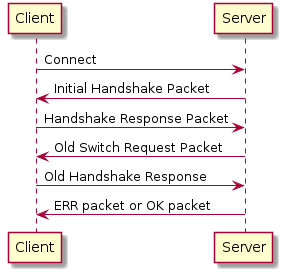 Client
Server
Connect
Initial Handshake Packet
Handshake Response Packet
Old Switch Request Packet
Old Handshake Response
ERR packet or OK packet
Client
Server